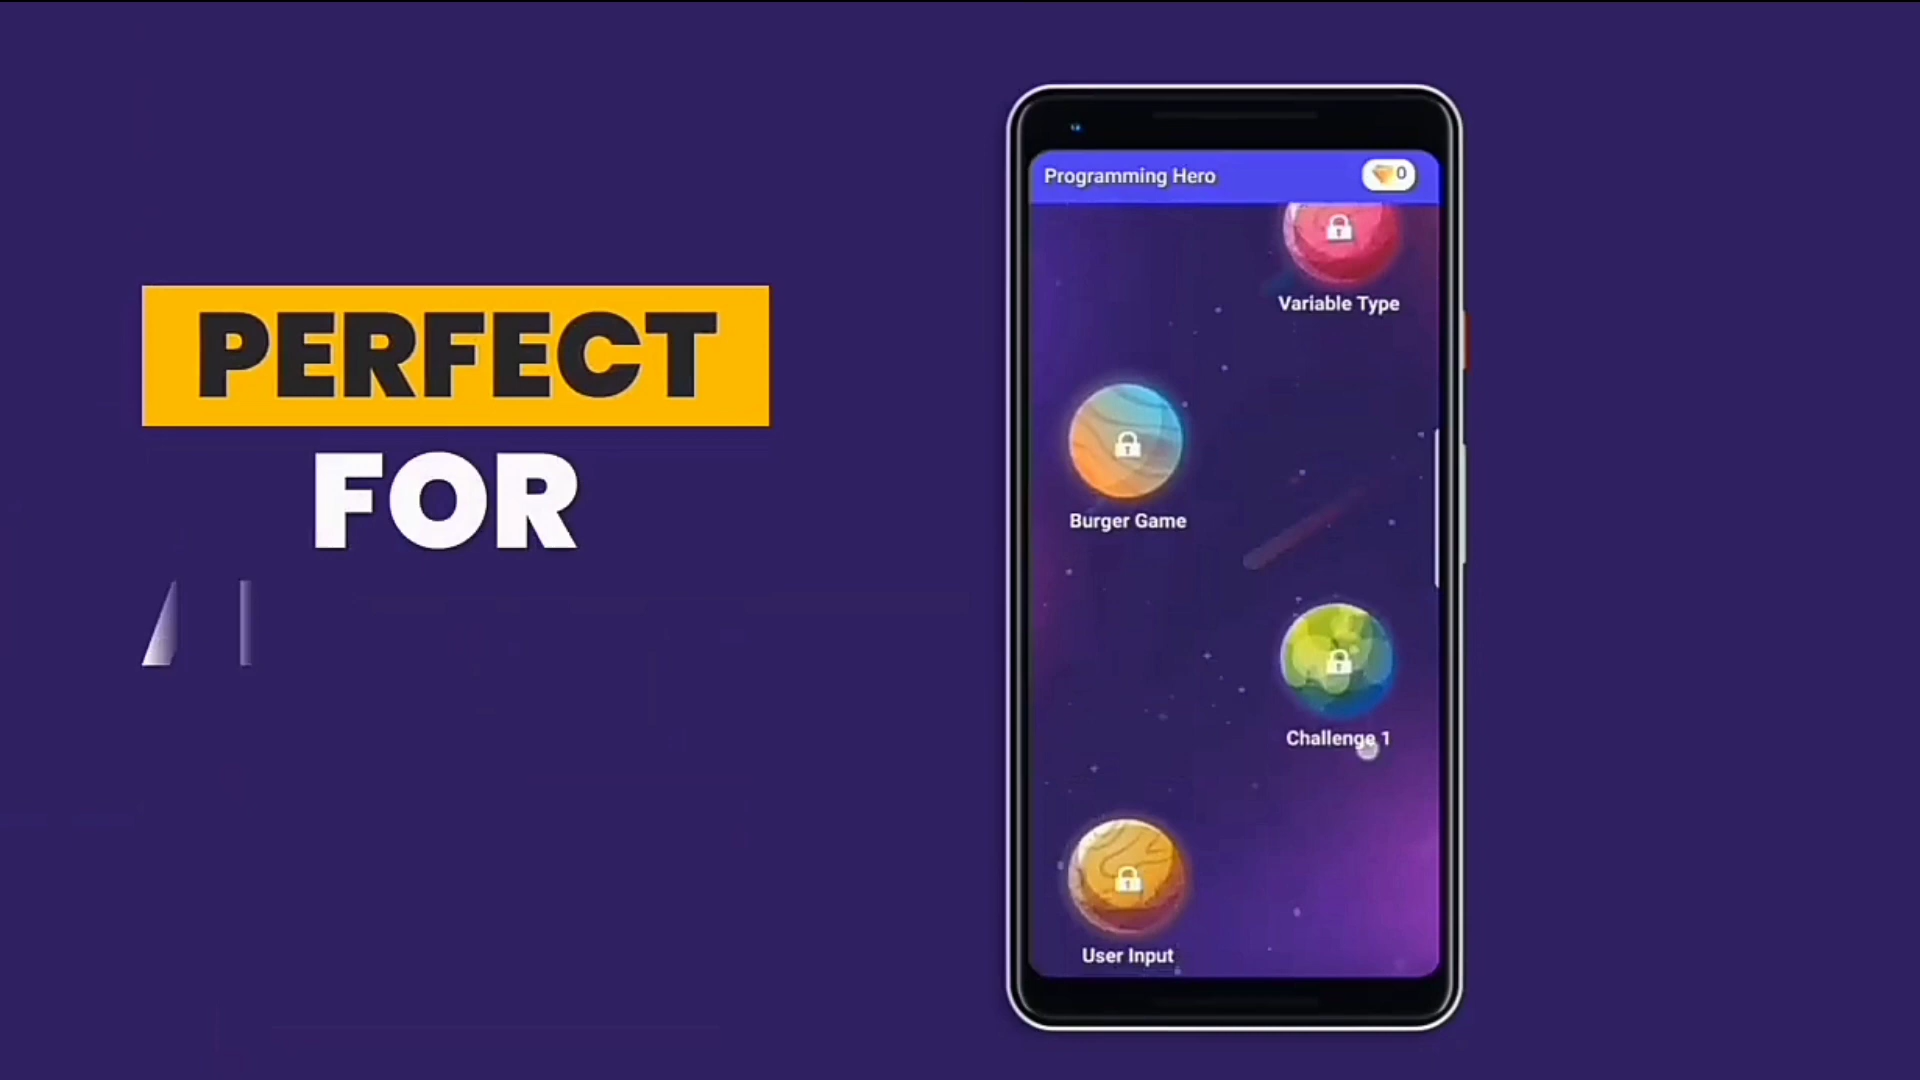 PERFECT
FOR
Programming Hero
0
Variable Type
Burger Game
Challenge 1
User Input